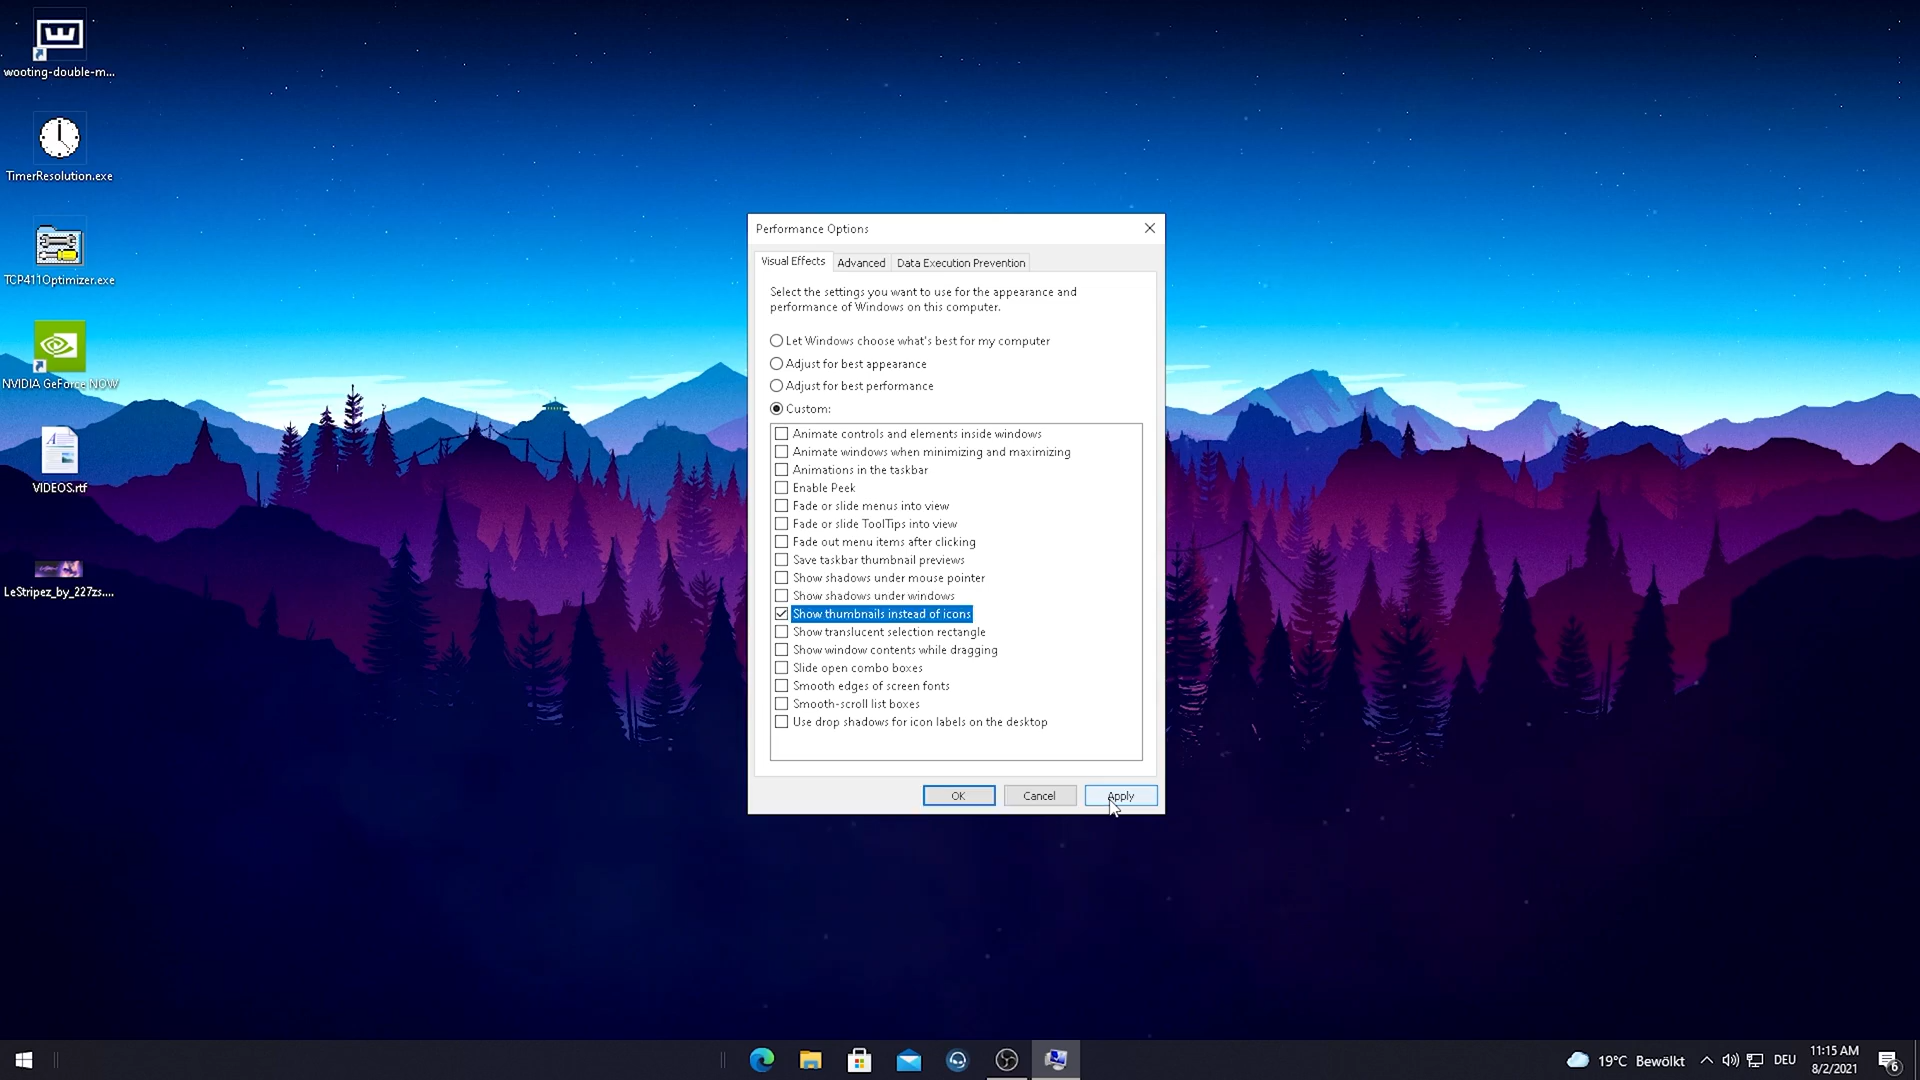 wooting-double-m...
TimerResolution.exe
TCP411Optimizer.exe
NVIDIA GeForce NOW
VIDEOS.rtf
LeStripez_by_227zs....
Performance Options
Visual Effects
Advanced
Data Execution Prevention
Select the settings you want to use for the appearance and
performance of Windows on this computer.
Let Windows choose what's best for my computer
Adjust for best appearance
Adjust for best performance
Custom:
Animate controls and elements inside windows
Animate windows when minimizing and maximizing
Animations in the taskbar
Enable Peek
Fade or slide menus into view
Fade or slide ToolTips into view
Fade out menu items after clicking
Save taskbar thumbnail previews
Show shadows under mouse pointer
Show shadows under windows
Show thumbnails instead of icons
Show translucent selection rectangle
Show window contents while dragging
Slide open combo boxes
Smooth edges of screen fonts
Smooth-scroll list boxes
Use drop shadows for icon labels on the desktop
OK
Cancel
Apply
19°C Bewölkt
DEU
11:15 AM
8/2/2021
6